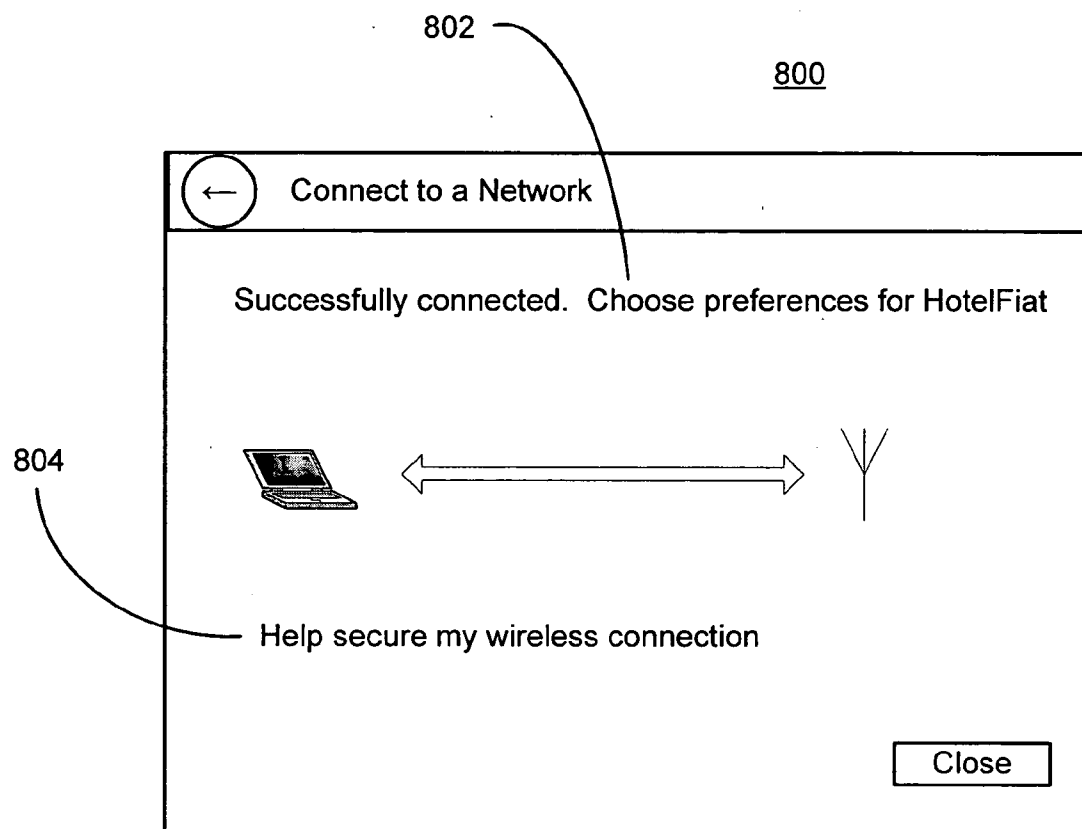 802
800
← Connect to a Network
Successfully connected. Choose preferences for HotelFiat
804
Help secure my wireless connection
Close